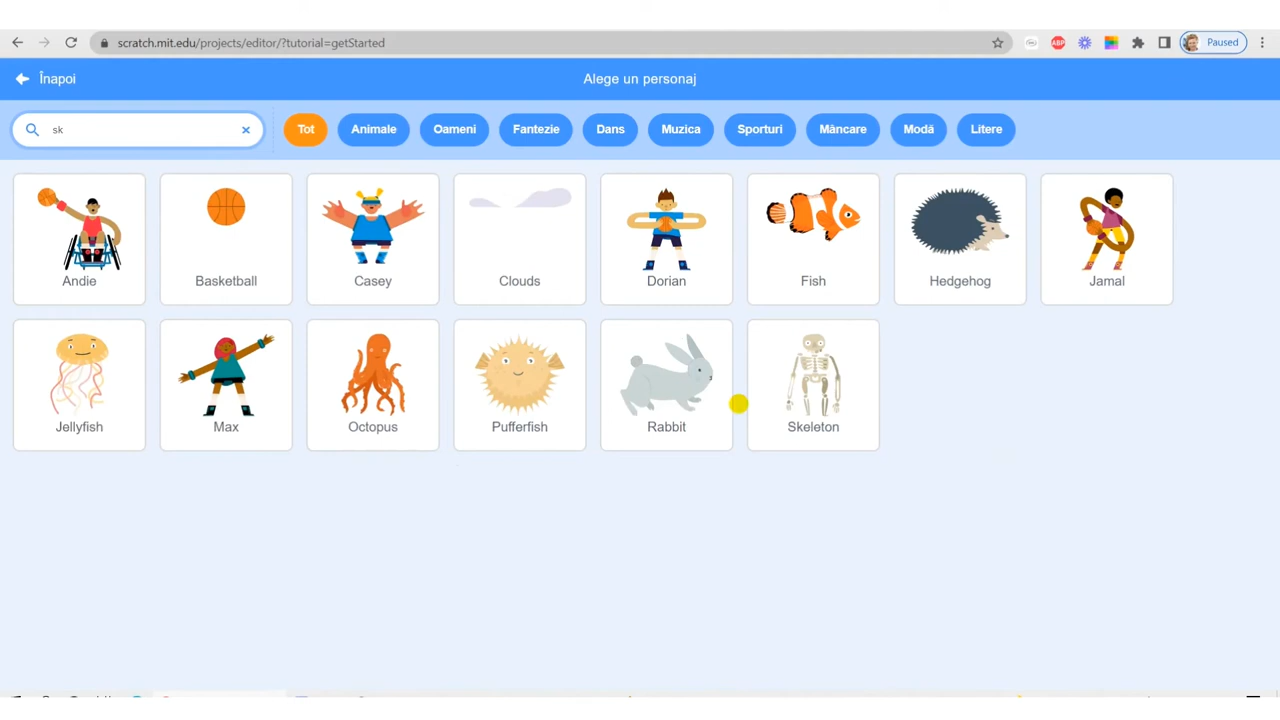 scratch.mit.edu/projects/editor/?tutorial=getStarted
ABP
Paused
Înapoi
Alege un personaj
sk
Tot
Animale
Oameni
Fantezie
Dans
Muzica
Sporturi
Mâncare
Modă
Litere
Andie
Basketball
Casey
Clouds
Dorian
Fish
Hedgehog
Jamal
Jellyfish
Max
Octopus
Pufferfish
Rabbit
Skeleton